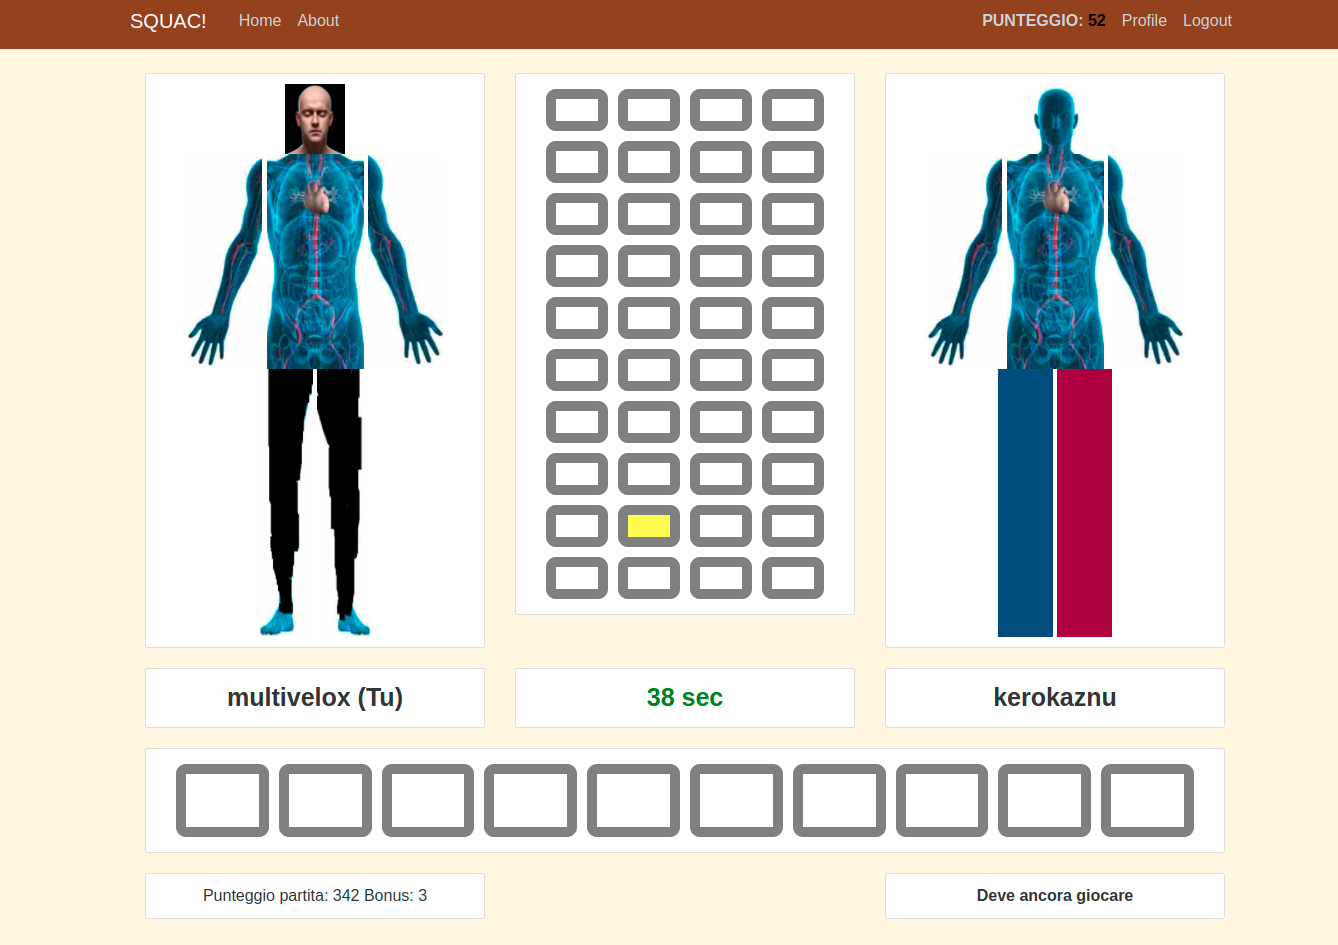 SQUAC! Home About PUNTEGGIO: 52 Profile Logout
multivelox (Tu) 38 sec kerokaznu
Punteggio partita: 342 Bonus: 3 Deve ancora giocare